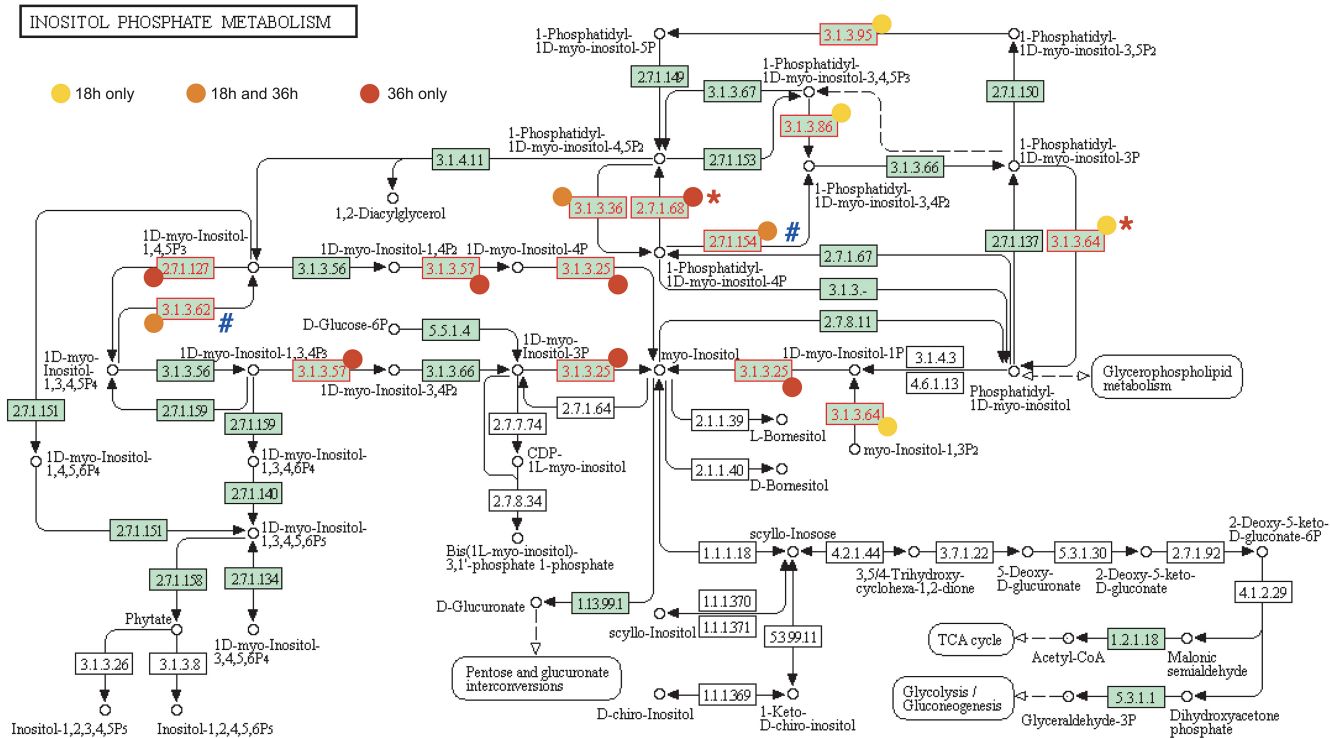 INOSITOL PHOSPHATE METABOLISM
18h only
18h and 36h
36h only
1-Phosphatidyl-
1D-myo-inositol-5P
3.1.3.95
1-Phosphatidyl-
1D-myo-inositol-3,5P2
2.7.1.149
1-Phosphatidyl-
1D-myo-inositol-3,4,5P3
3.1.3.67
2.7.1.150
3.1.3.86
1-Phosphatidyl-
1D-myo-inositol-4,5P2
3.1.4.11
2.7.1.153
3.1.3.66
1-Phosphatidyl-
1D-myo-inositol-3P
1,2-Diacylglycerol
3.1.3.36
2.7.1.68
*
1-Phosphatidyl-
1D-myo-inositol-3,4P2
2.7.1.154
#
2.7.1.137
3.1.3.64
*
1D-myo-Inositol-
1,4,5P3
2.7.1.127
3.1.3.56
1D-myo-Inositol-1,4P2
3.1.3.57
1D-myo-Inositol-4P
3.1.3.25
1-Phosphatidyl-
1D-myo-inositol-4P
2.7.1.67
3.1.3.-
2.7.8.11
3.1.3.62
#
D-Glucose-6P
5.5.1.4
1D-myo-
Inositol-3P
1D-myo-
Inositol-
1,3,4,5P4
3.1.3.56
1D-myo-Inositol-1,3,4P3
3.1.3.57
1D-myo-Inositol-3,4P2
3.1.3.66
3.1.3.25
myo-Inositol
3.1.3.25
1D-myo-Inositol-1P
3.1.4.3
4.6.1.13
Phosphatidyl-
1D-myo-inositol
Glycerophospholipid
metabolism
2.7.1.151
2.7.1.159
2.7.1.159
2.7.1.64
2.7.7.74
2.1.1.39
L-Bornesitol
3.1.3.64
myo-Inositol-1,3P2
1D-myo-Inositol-
1,4,5,6P4
1D-myo-Inositol-
1,3,4,6P4
CDP-
1L-myo-inositol
2.1.1.40
D-Bornesitol
2.7.1.140
2.7.8.34
2.7.1.151
1D-myo-Inositol-
1,3,4,5,6P5
Bis(1L-myo-inositol)-
3,1'-phosphate 1-phosphate
scyllo-Inosose
1.1.1.18
4.2.1.44
3,5/4-Trihydroxy-
cyclohexa-1,2-dione
3.7.1.22
5-Deoxy-
D-glucuronate
5.3.1.30
2-Deoxy-5-keto-
D-gluconate
2.7.1.92
2-Deoxy-5-keto-
D-gluconate-6P
2.7.1.158
2.7.1.134
4.1.2.29
D-Glucuronate
1.13.99.1
1.1.1.370
scyllo-Inositol
1.1.1.371
5.3.99.11
Phytate
1D-myo-Inositol-
3,4,5,6P4
TCA cycle
Acetyl-CoA
1.2.1.18
Malonic
semialdehyde
3.1.3.26
3.1.3.8
Pentose and glucuronate
interconversions
D-chiro-Inositol
1.1.1.369
1-Keto-
D-chiro-inositol
Glycolysis /
Gluconeogenesis
Glyceraldehyde-3P
5.3.1.1
Dihydroxyacetone
phosphate
Inositol-1,2,3,4,5P5
Inositol-1,2,4,5,6P5